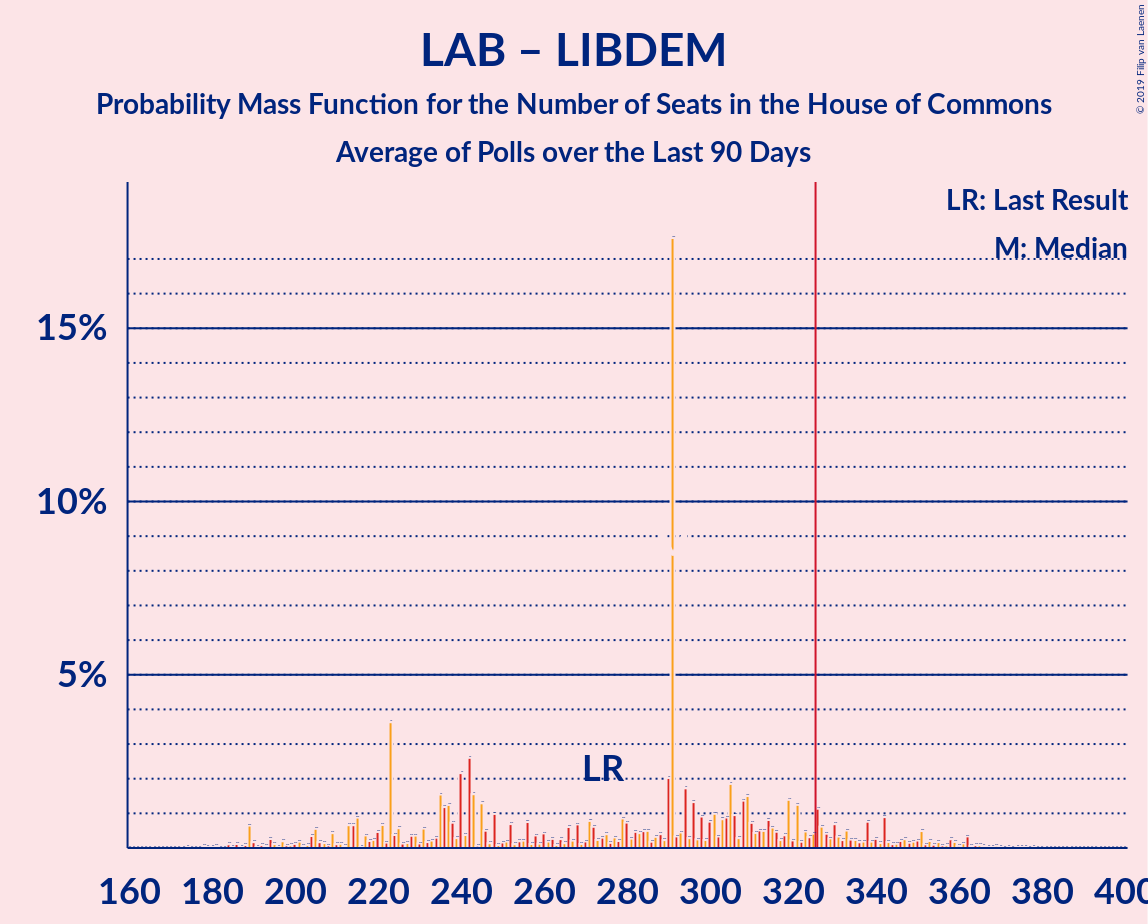 LAB – LIBDEM
Probability Mass Function for the Number of Seats in the House of Commons
Average of Polls over the Last 90 Days
© 2019 Filip van Laenen
LR: Last Result
M: Median
15%
10%
5%
LR
160 180 200 220 240 260 280 300 320 340 360 380 400